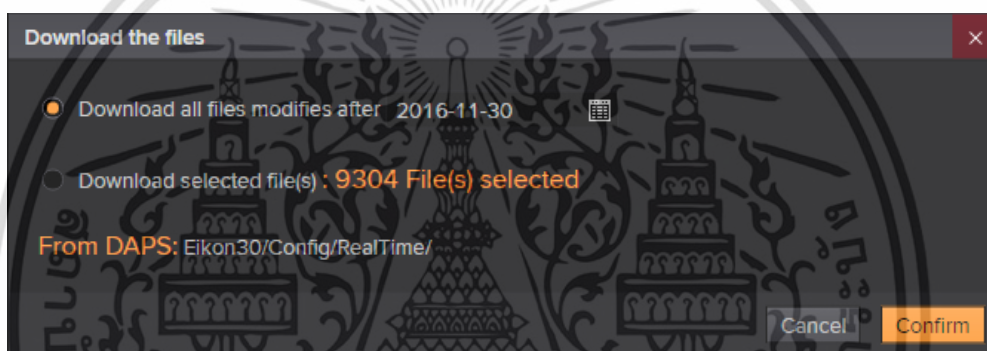 Download the files
Download all files modifies after 2016-11-30
Download selected file(s) : 9304 File(s) selected
From DAPS: Eikon30/Config/RealTime/
Cancel Confirm